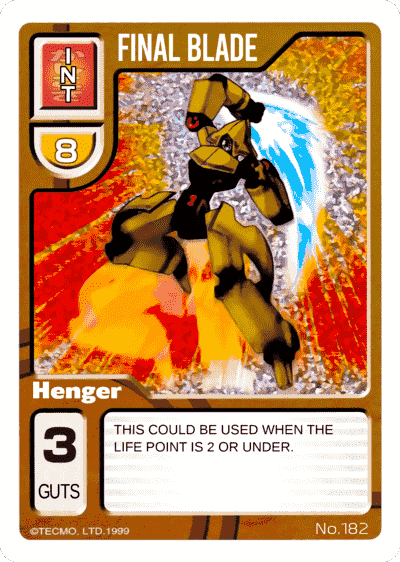 FINAL BLADE
INT
8
Henger
3
GUTS
THIS COULD BE USED WHEN THE
LIFE POINT IS 2 OR UNDER.
©TECMO, LTD.1999
No.182